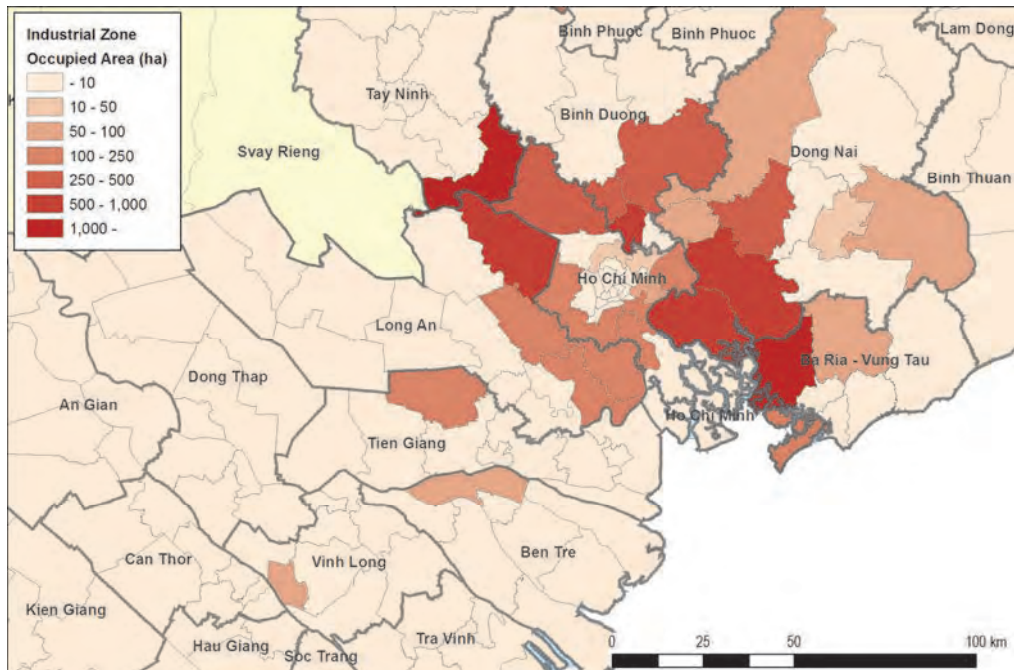 Industrial Zone
Occupied Area (ha)
- 10
10 - 50
50 - 100
100 - 250
250 - 500
500 - 1,000
1,000 -
Binh Phuoc
Binh Phuoc
Lam Dong
Tay Ninh
Binh Duong
Svay Rieng
Dong Nai
Binh Thuan
Ho Chi Minh
Long An
Ba Ria - Vung Tau
Dong Thap
An Gian
Ho Chi Minh
Tien Giang
Can Thor
Vinh Long
Ben Tre
Kien Giang
Hau Giang
Soc Trang
Tra Vinh
0 25 50 100 km